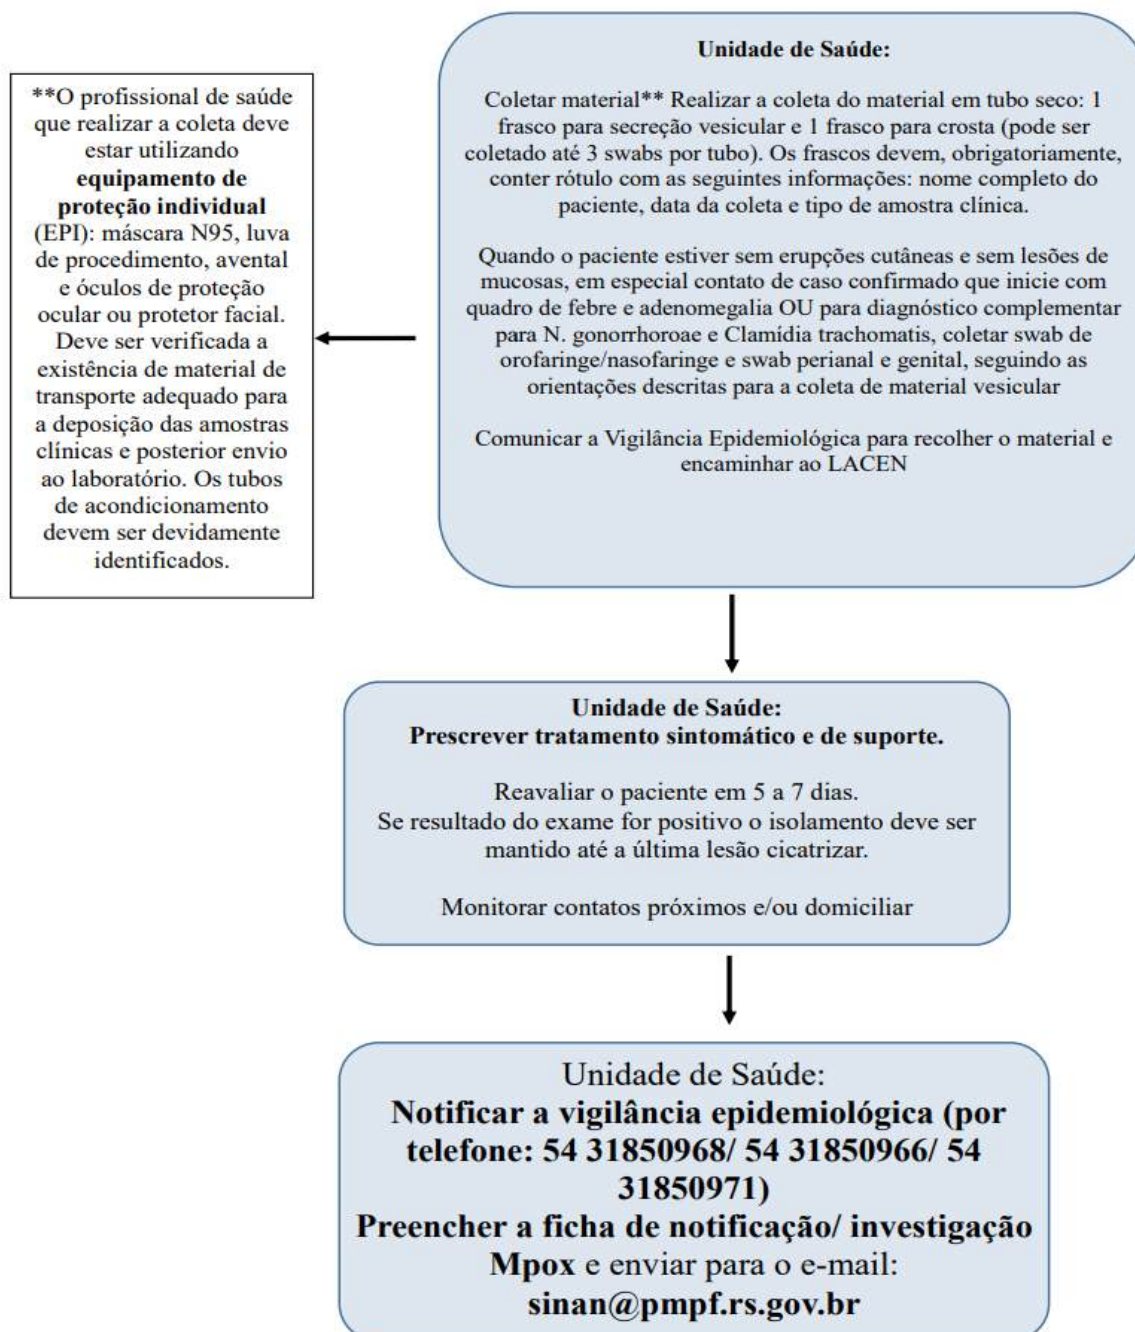 Unidade de Saúde:
Coletar material** Realizar a coleta do material em tubo seco: 1
frasco para secreção vesicular e 1 frasco para crosta (pode ser
coletado até 3 swabs por tubo). Os frascos devem, obrigatoriamente,
conter rótulo com as seguintes informações: nome completo do
paciente, data da coleta e tipo de amostra clínica.
Quando o paciente estiver sem erupções cutâneas e sem lesões de
mucosas, em especial contato de caso confirmado que inicie com
quadro de febre e adenomegalia OU para diagnóstico complementar
para N. gonorrhoroae e Clamídia trachomatis, coletar swab de
orofaringe/nasofaringe e swab perianal e genital, seguindo as
orientações descritas para a coleta de material vesicular
Comunicar a Vigilância Epidemiológica para recolher o material e
encaminhar ao LACEN
**O profissional de saúde
que realizar a coleta deve
estar utilizando
equipamento de
proteção individual
(EPI): máscara N95, luva
de procedimento, avental
e óculos de proteção
ocular ou protetor facial.
Deve ser verificada a
existência de material de
transporte adequado para
a deposição das amostras
clínicas e posterior envio
ao laboratório. Os tubos
de acondicionamento
devem ser devidamente
identificados.
Unidade de Saúde:
Prescrever tratamento sintomático e de suporte.
Reavaliar o paciente em 5 a 7 dias.
Se resultado do exame for positivo o isolamento deve ser
mantido até a última lesão cicatrizar.
Monitorar contatos próximos e/ou domiciliar
Unidade de Saúde:
Notificar a vigilância epidemiológica (por
telefone: 54 31850968/ 54 31850966/ 54
31850971)
Preencher a ficha de notificação/ investigação
Mpox e enviar para o e-mail:
sinan@pmpf.rs.gov.br